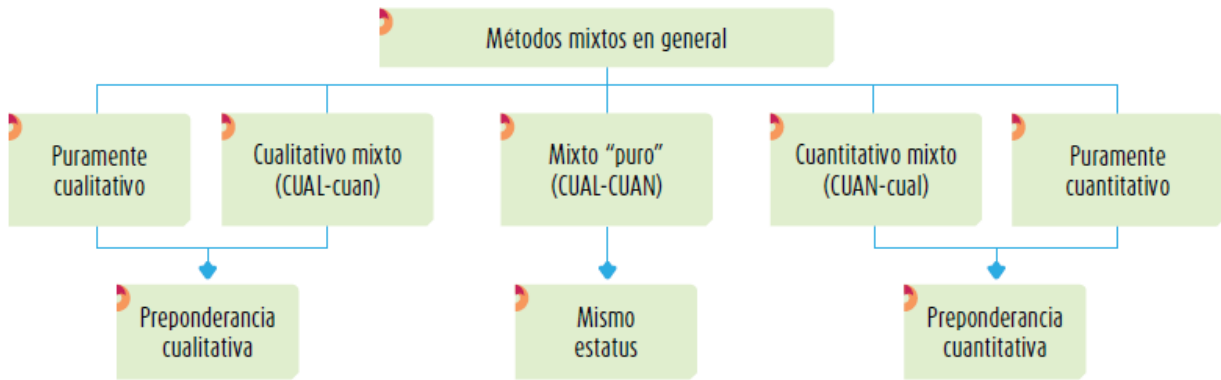 Métodos mixtos en general
Puramente
cualitativo
Cualitativo mixto
(CUAL-cuan)
Mixto “puro”
(CUAL-CUAN)
Cuantitativo mixto
(CUAN-cual)
Puramente
cuantitativo
Preponderancia
cualitativa
Mismo
estatus
Preponderancia
cuantitativa